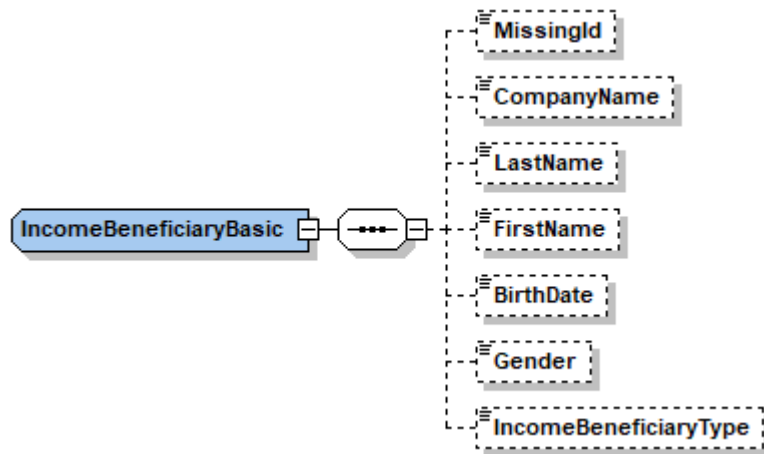 MissingId
CompanyName
LastName
IncomeBeneficiaryBasic
FirstName
BirthDate
Gender
IncomeBeneficiaryType